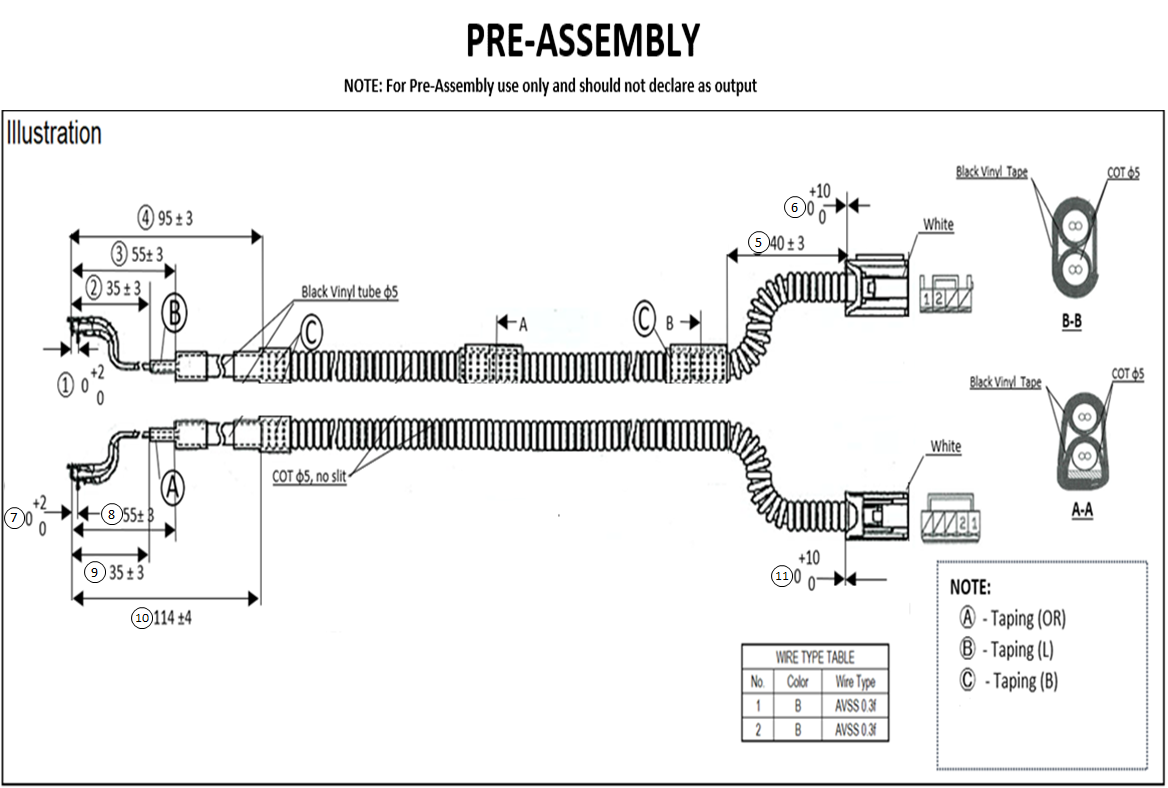 PRE-ASSEMBLY
NOTE: For Pre-Assembly use only and should not declare as output
Illustration
④ 95 ± 3
③ 55± 3
② 35 ± 3
B
① 0 +2 0
Black Vinyl tube ϕ5
C
A
C
B
⑤ 40 ± 3
⑥ 0 +10 0
White
1 2
Black Vinyl Tape
COT ϕ5
B-B
Black Vinyl Tape
COT ϕ5
A-A
A
COT ϕ5, no slit
⑦ 0 +2 0
⑧ 55± 3
⑨ 35 ± 3
⑩ 114 ±4
White
2 1
⑪ 0 +10 0
WIRE TYPE TABLE
No. Color Wire Type
1 B AVSS 0.3f
2 B AVSS 0.3f
NOTE:
Ⓐ - Taping (OR)
Ⓑ - Taping (L)
Ⓒ - Taping (B)